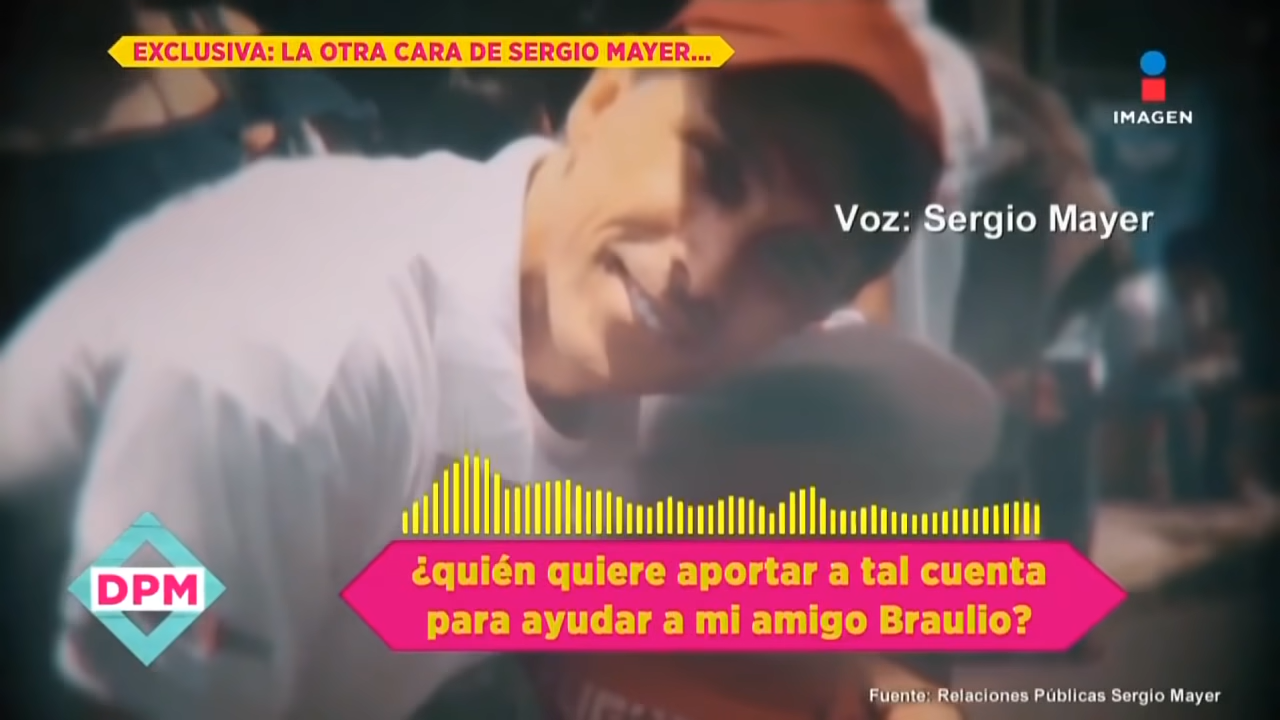 EXCLUSIVA: LA OTRA CARA DE SERGIO MAYER...
IMAGEN
Voz: Sergio Mayer
¿quién quiere aportar a tal cuenta
para ayudar a mi amigo Braulio?
DPM
Fuente: Relaciones Públicas Sergio Mayer